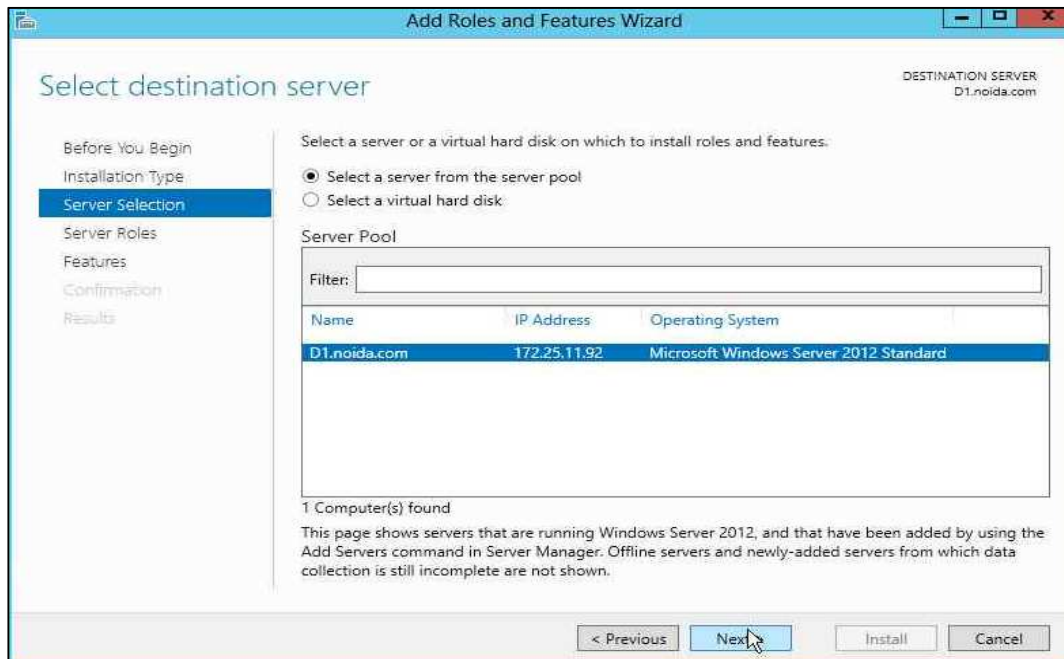 Add Roles and Features Wizard
Select destination server
DESTINATION SERVER
D1.noida.com
Before You Begin
Installation Type
Server Selection
Server Roles
Features
Confirmation
Results
Select a server or a virtual hard disk on which to install roles and features.
Select a server from the server pool
Select a virtual hard disk
Server Pool
Filter:
Name IP Address Operating System
D1.noida.com 172.25.11.92 Microsoft Windows Server 2012 Standard
1 Computer(s) found
This page shows servers that are running Windows Server 2012, and that have been added by using the
Add Servers command in Server Manager. Offline servers and newly-added servers from which data
collection is still incomplete are not shown.
< Previous Next > Install Cancel